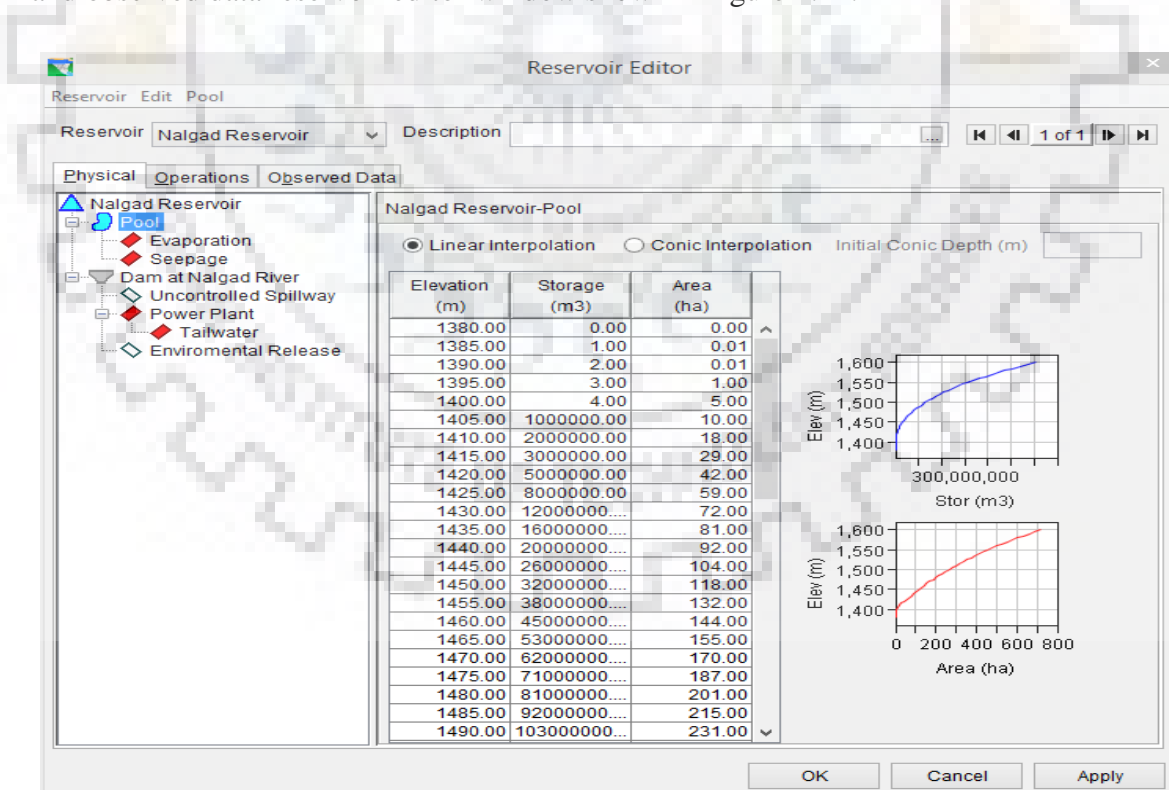 Reservoir Editor
Reservoir Edit Pool
Reservoir Nalgad Reservoir Description ... 1 of 1
Physical Operations Observed Data
Nalgad Reservoir
Pool
Evaporation
Seepage
Dam at Nalgad River
Uncontrolled Spillway
Power Plant
Tailwater
Enviromental Release
Nalgad Reservoir-Pool
Linear Interpolation Conic Interpolation Initial Conic Depth (m)
Elevation (m) Storage (m3) Area (ha)
1380.00 0.00 0.00
1385.00 1.00 0.01
1390.00 2.00 0.01
1395.00 3.00 1.00
1400.00 4.00 5.00
1405.00 1000000.00 10.00
1410.00 2000000.00 18.00
1415.00 3000000.00 29.00
1420.00 5000000.00 42.00
1425.00 8000000.00 59.00
1430.00 12000000.... 72.00
1435.00 16000000.... 81.00
1440.00 20000000.... 92.00
1445.00 26000000.... 104.00
1450.00 32000000.... 118.00
1455.00 38000000.... 132.00
1460.00 45000000.... 144.00
1465.00 53000000.... 155.00
1470.00 62000000.... 170.00
1475.00 71000000.... 187.00
1480.00 81000000.... 201.00
1485.00 92000000.... 215.00
1490.00 103000000... 231.00
Elev (m)
1,600
1,550
1,500
1,450
1,400
300,000,000
Stor (m3)
Elev (m)
1,600
1,550
1,500
1,450
1,400
0 200 400 600 800
Area (ha)
OK Cancel Apply